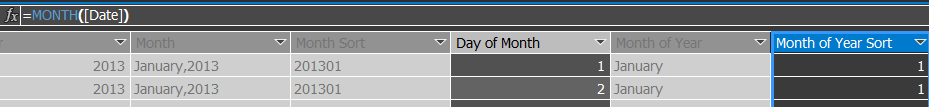 fx =MONTH([Date])
r Month Month Sort Day of Month Month of Year Month of Year Sort
2013 January,2013 201301 1 January 1
2013 January,2013 201301 2 January 1